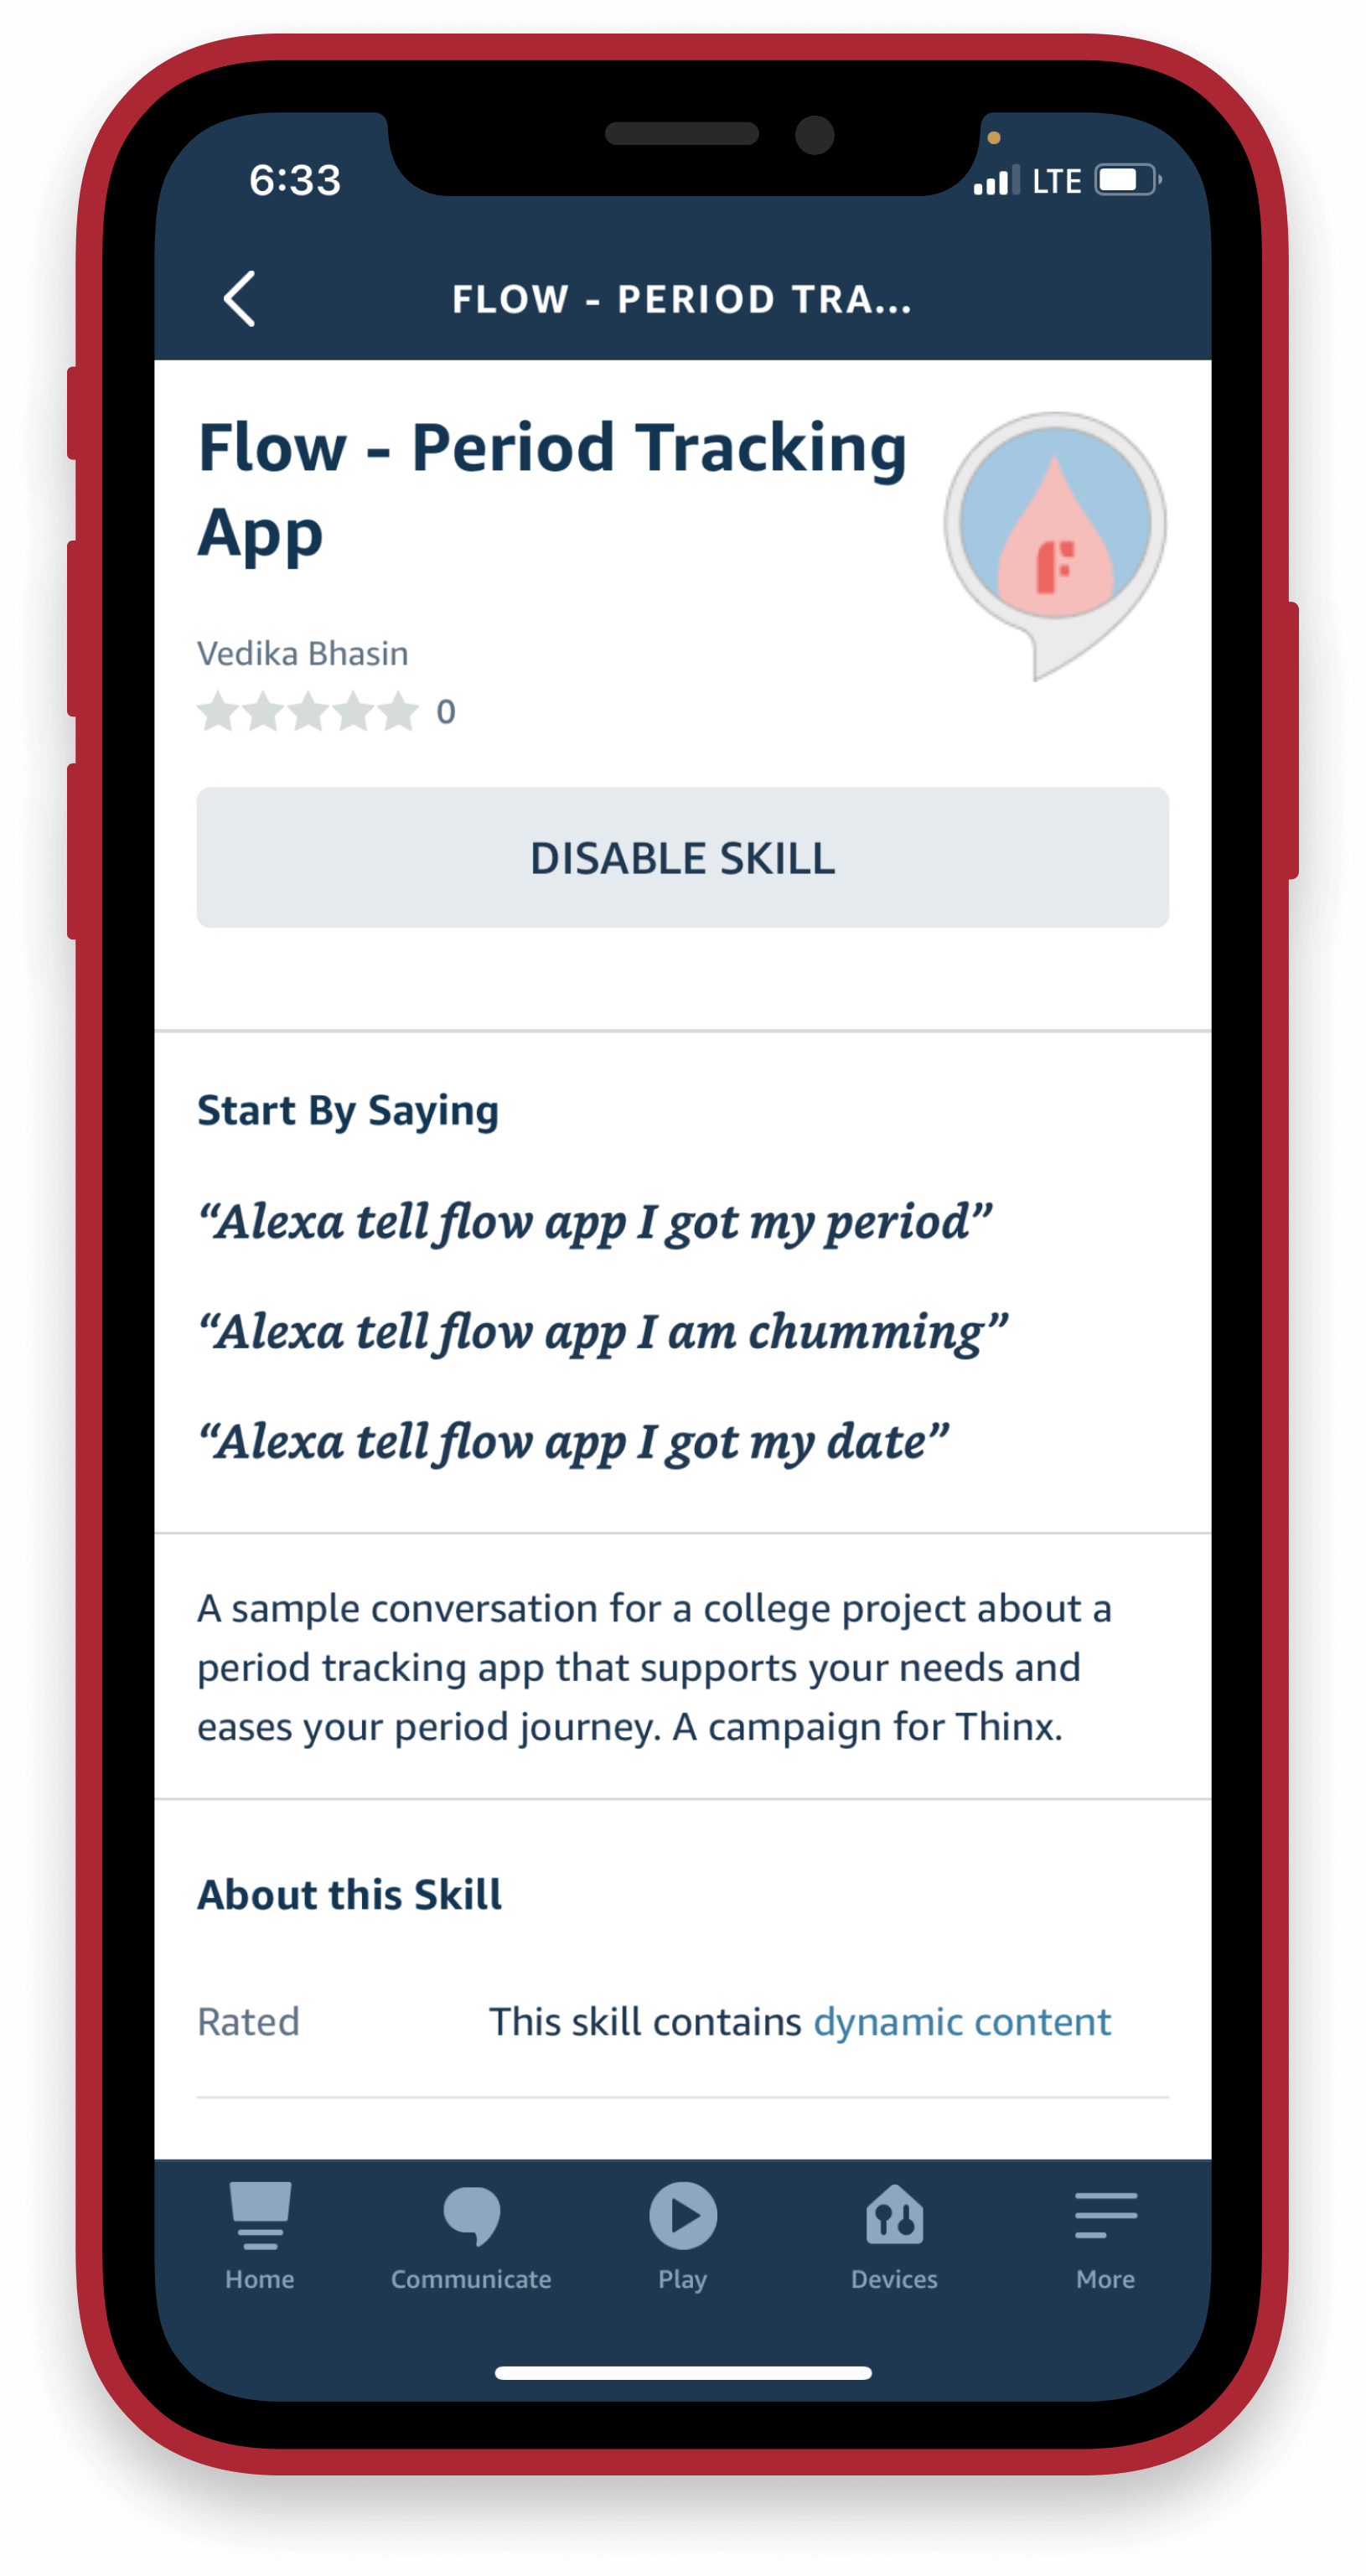 6:33
LTE
FLOW - PERIOD TRA...
Flow - Period Tracking
App
F
Vedika Bhasin
0
DISABLE SKILL
Start By Saying
“Alexa tell flow app I got my period”
“Alexa tell flow app I am chumming”
“Alexa tell flow app I got my date”
A sample conversation for a college project about a
period tracking app that supports your needs and
eases your period journey. A campaign for Thinx.
About this Skill
Rated This skill contains dynamic content
Home Communicate Play Devices More